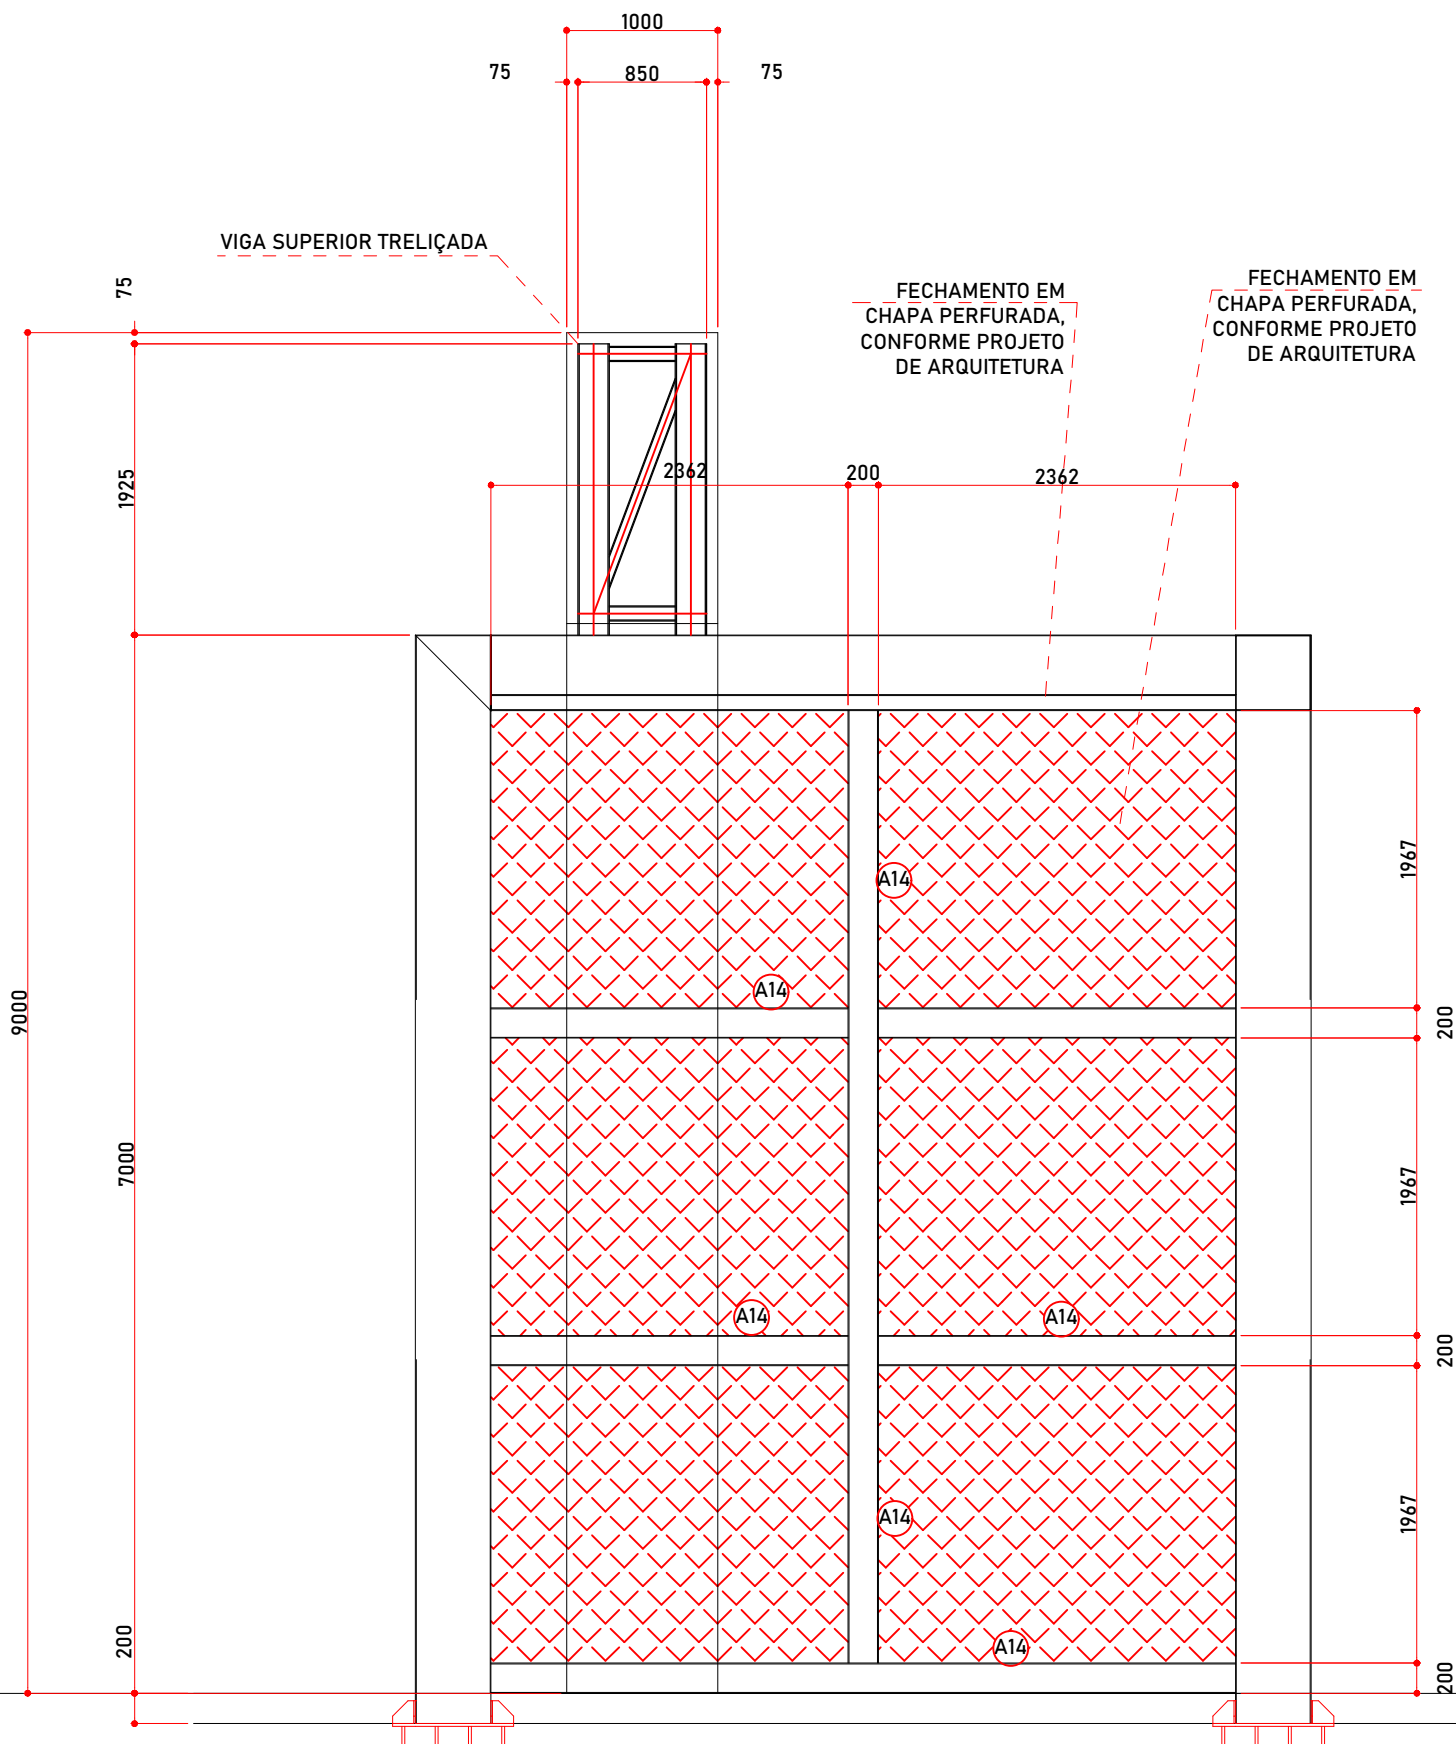 1000
75
850
75
VIGA SUPERIOR TRELIÇADA
75
FECHAMENTO EM
CHAPA PERFURADA,
CONFORME PROJETO
DE ARQUITETURA
FECHAMENTO EM
CHAPA PERFURADA,
CONFORME PROJETO
DE ARQUITETURA
1925
2362
200
2362
1967
A14
A14
9000
200
7000
1967
A14
A14
200
1967
A14
A14
200
200